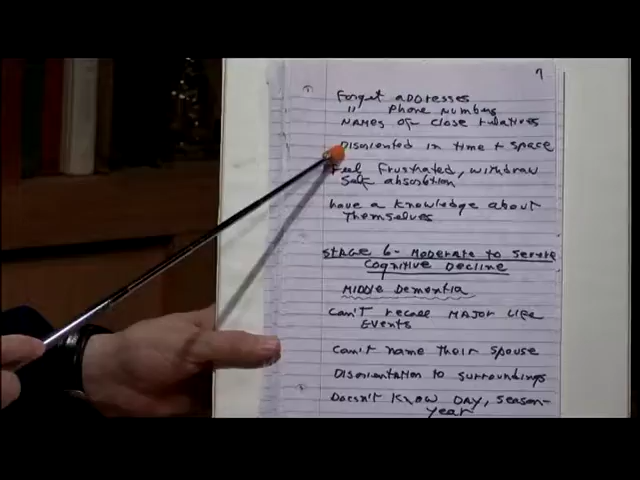 7
Forget addresses
" Phone numbers
NAMES OF close relatives
Disoriented in time + space
Feel frustrated, withdraw
Self absorbtion
have a knowledge about
Themselves
STAGE 6- Moderate to Serve
Cognitive Decline
Middle Dementia
Can't recall MAJOR Life
Events
Can't name their spouse
Disorientation to surroundings
Doesn't know DAY, season-
year